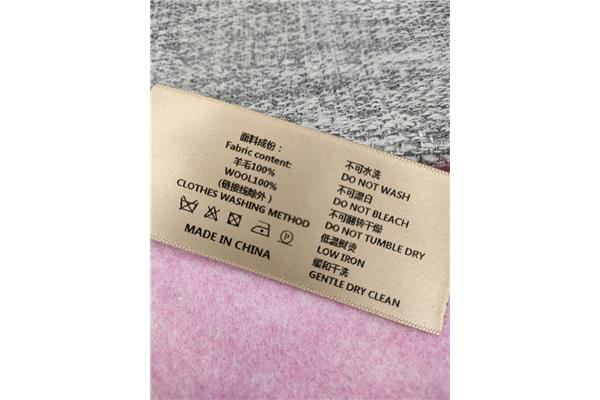 面料成份：
Fabric content:
羊毛100%
WOOL100%
(链接线除外)
CLOTHES WASHING METHOD
P
MADE IN CHINA
不可水洗
DO NOT WASH
不可漂白
DO NOT BLEACH
不可翻转干燥
DO NOT TUMBLE DRY
低温熨烫
LOW IRON
缓和干洗
GENTLE DRY CLEAN